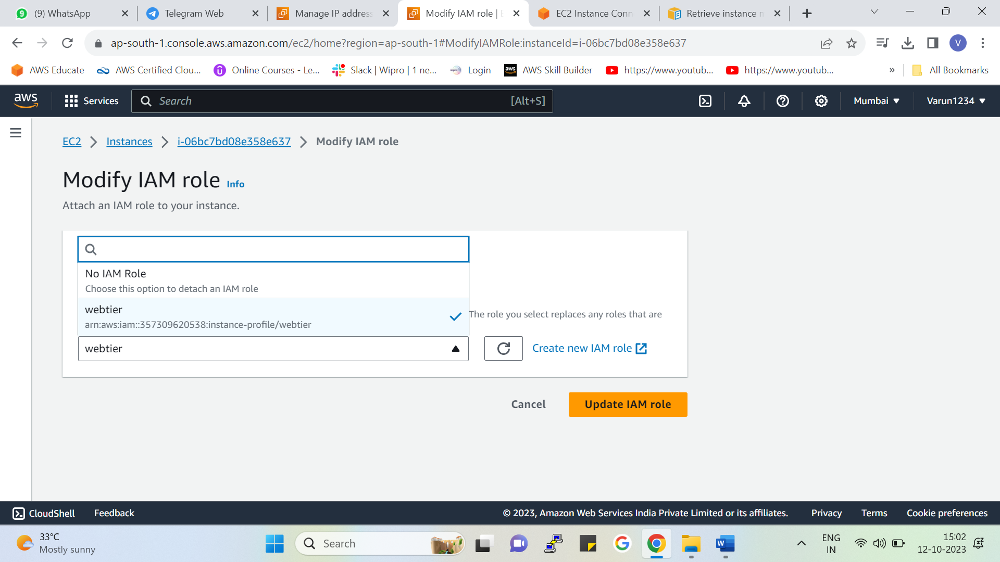 (9) WhatsApp
Telegram Web
Manage IP address
Modify IAM role | E
EC2 Instance Conn
Retrieve instance m
ap-south-1.console.aws.amazon.com/ec2/home?region=ap-south-1#ModifyIAMRole:instanceId=i-06bc7bd08e358e637
V
AWS Educate
AWS Certified Clou...
Online Courses - Le...
Slack | Wipro | 1 ne...
Login
AWS Skill Builder
https://www.youtub...
https://www.youtub...
»
All Bookmarks
aws
Services
Search
[Alt+S]
Mumbai
Varun1234
EC2
Instances
i-06bc7bd08e358e637
Modify IAM role
Modify IAM role Info
Attach an IAM role to your instance.
No IAM Role
Choose this option to detach an IAM role
webtier
arn:aws:iam::357309620538:instance-profile/webtier
The role you select replaces any roles that are
webtier
Create new IAM role
Cancel
Update IAM role
CloudShell
Feedback
© 2023, Amazon Web Services India Private Limited or its affiliates.
Privacy
Terms
Cookie preferences
33°C
Mostly sunny
Search
ENG
IN
15:02
12-10-2023